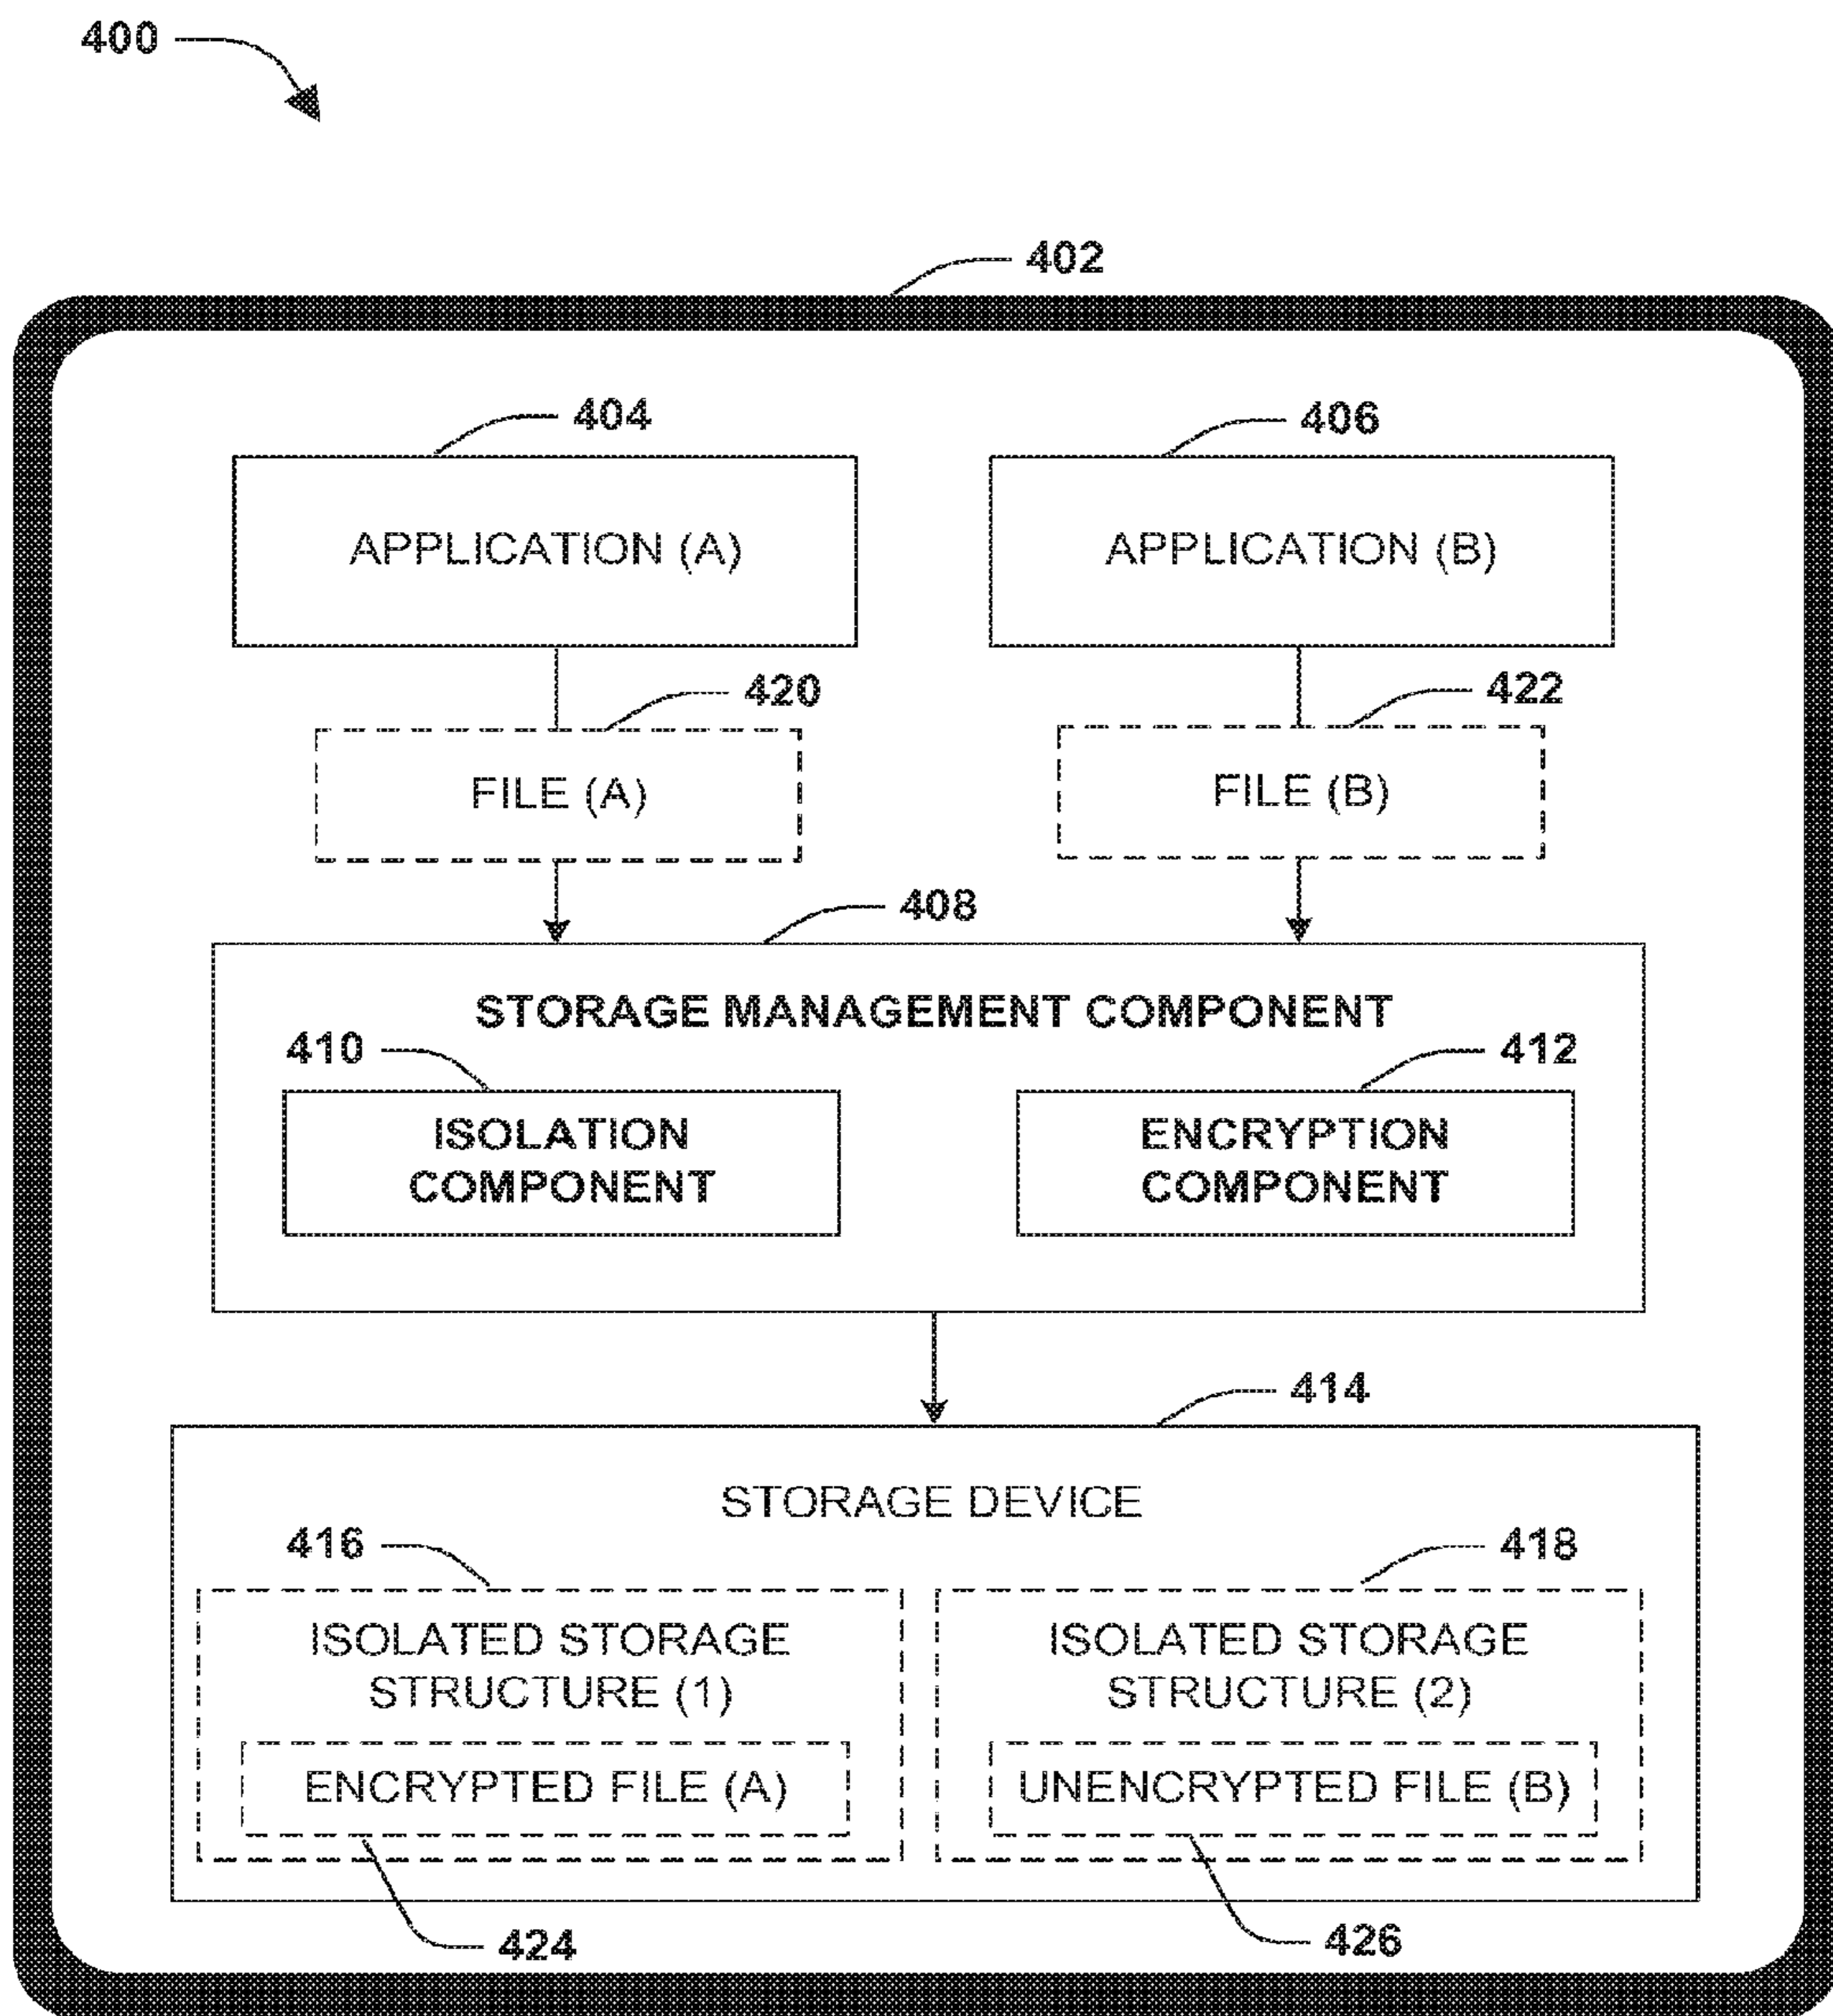 400
402
404
406
APPLICATION (A)
APPLICATION (B)
420
422
FILE (A)
FILE (B)
408
STORAGE MANAGEMENT COMPONENT
410
412
ISOLATION
COMPONENT
ENCRYPTION
COMPONENT
414
STORAGE DEVICE
416
418
ISOLATED STORAGE
STRUCTURE (1)
ISOLATED STORAGE
STRUCTURE (2)
ENCRYPTED FILE (A)
UNENCRYPTED FILE (B)
424
426